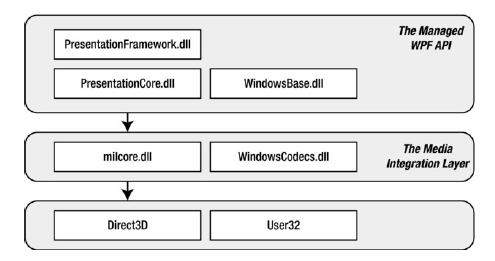 The Managed
WPF API
PresentationFramework.dll
PresentationCore.dll
WindowsBase.dll
The Media
Integration Layer
milcore.dll
WindowsCodecs.dll
Direct3D
User32